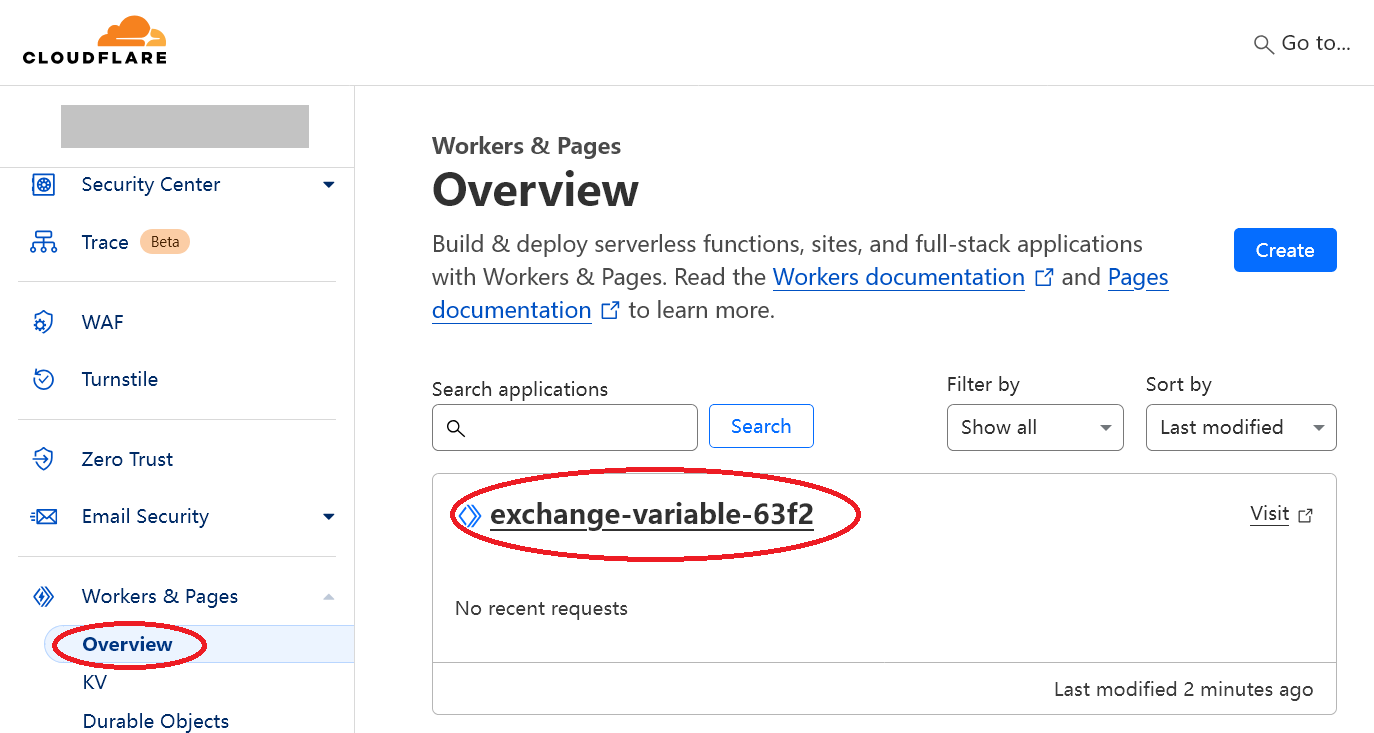 CLOUDFLARE
Go to...
Security Center
Trace Beta
WAF
Turnstile
Zero Trust
Email Security
Workers & Pages
Overview
KV
Durable Objects
Workers & Pages
Overview
Build & deploy serverless functions, sites, and full-stack applications
with Workers & Pages. Read the Workers documentation and Pages
documentation to learn more.
Create
Search applications
Search
Filter by
Show all
Sort by
Last modified
exchange-variable-63f2
Visit
No recent requests
Last modified 2 minutes ago